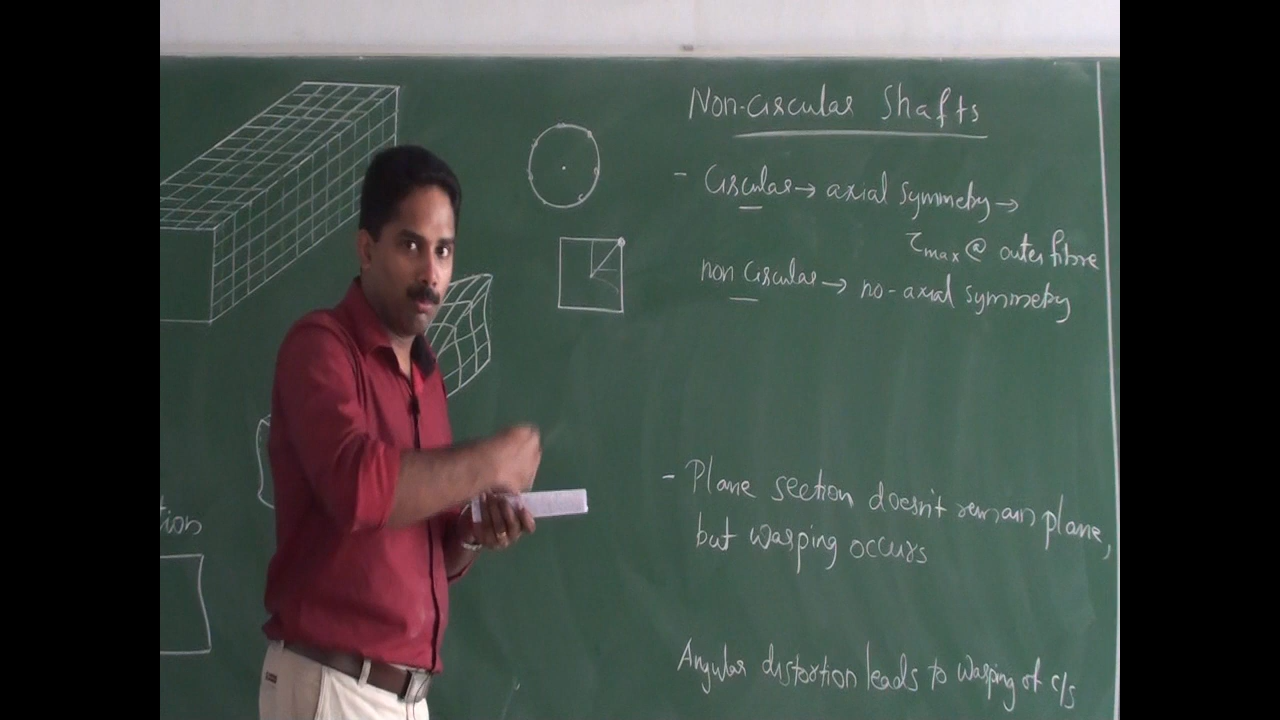 Non-circular Shafts
- Circular → axial symmetry →
τmax @ outer fibre
non circular → no-axial symmetry
- Plane section doesn't remain plane,
but warping occurs
tion
Angular distortion leads to warping of c/s